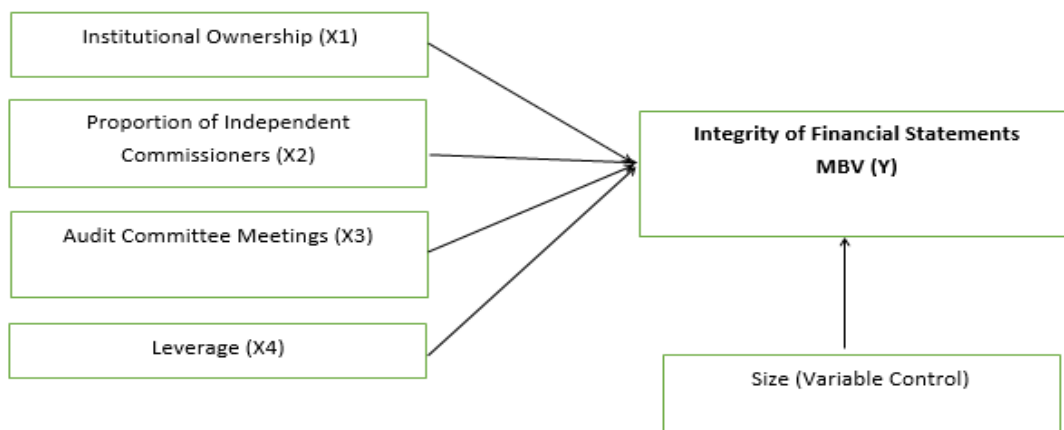 Institutional Ownership (X1)
Proportion of Independent
Commissioners (X2)
Audit Committee Meetings (X3)
Leverage (X4)
Integrity of Financial Statements
MBV (Y)
Size (Variable Control)